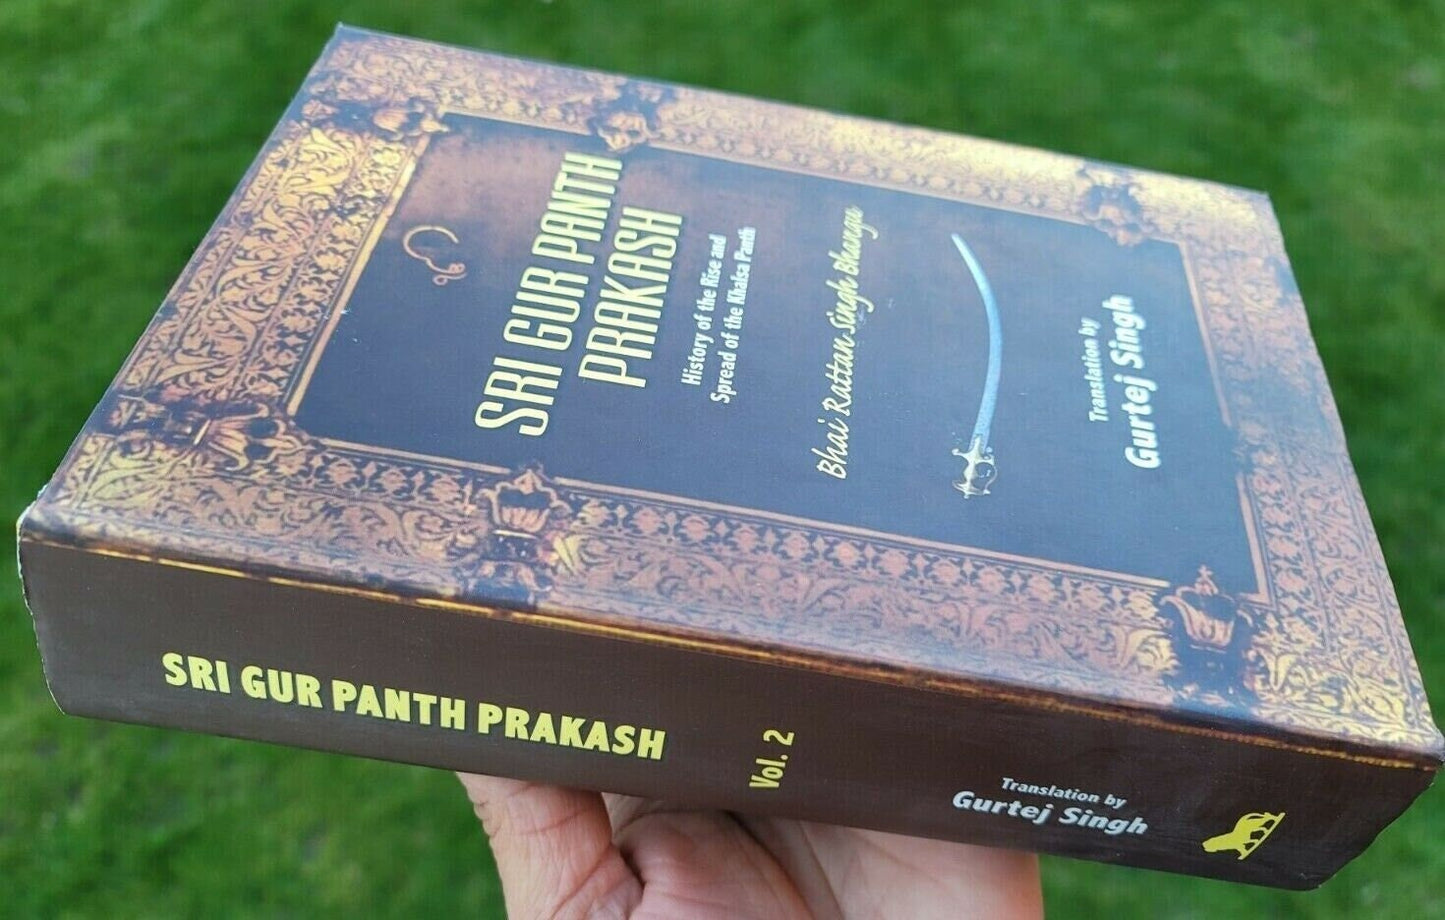 SRI GUR PANTH
PRAKASH
History of the Rise and
Spread of the Khalsa Panth
Bhai Rattan Singh Bhangu
Translation by
Gurtej Singh
SRI GUR PANTH PRAKASH
Vol. 2
Translation by
Gurtej Singh